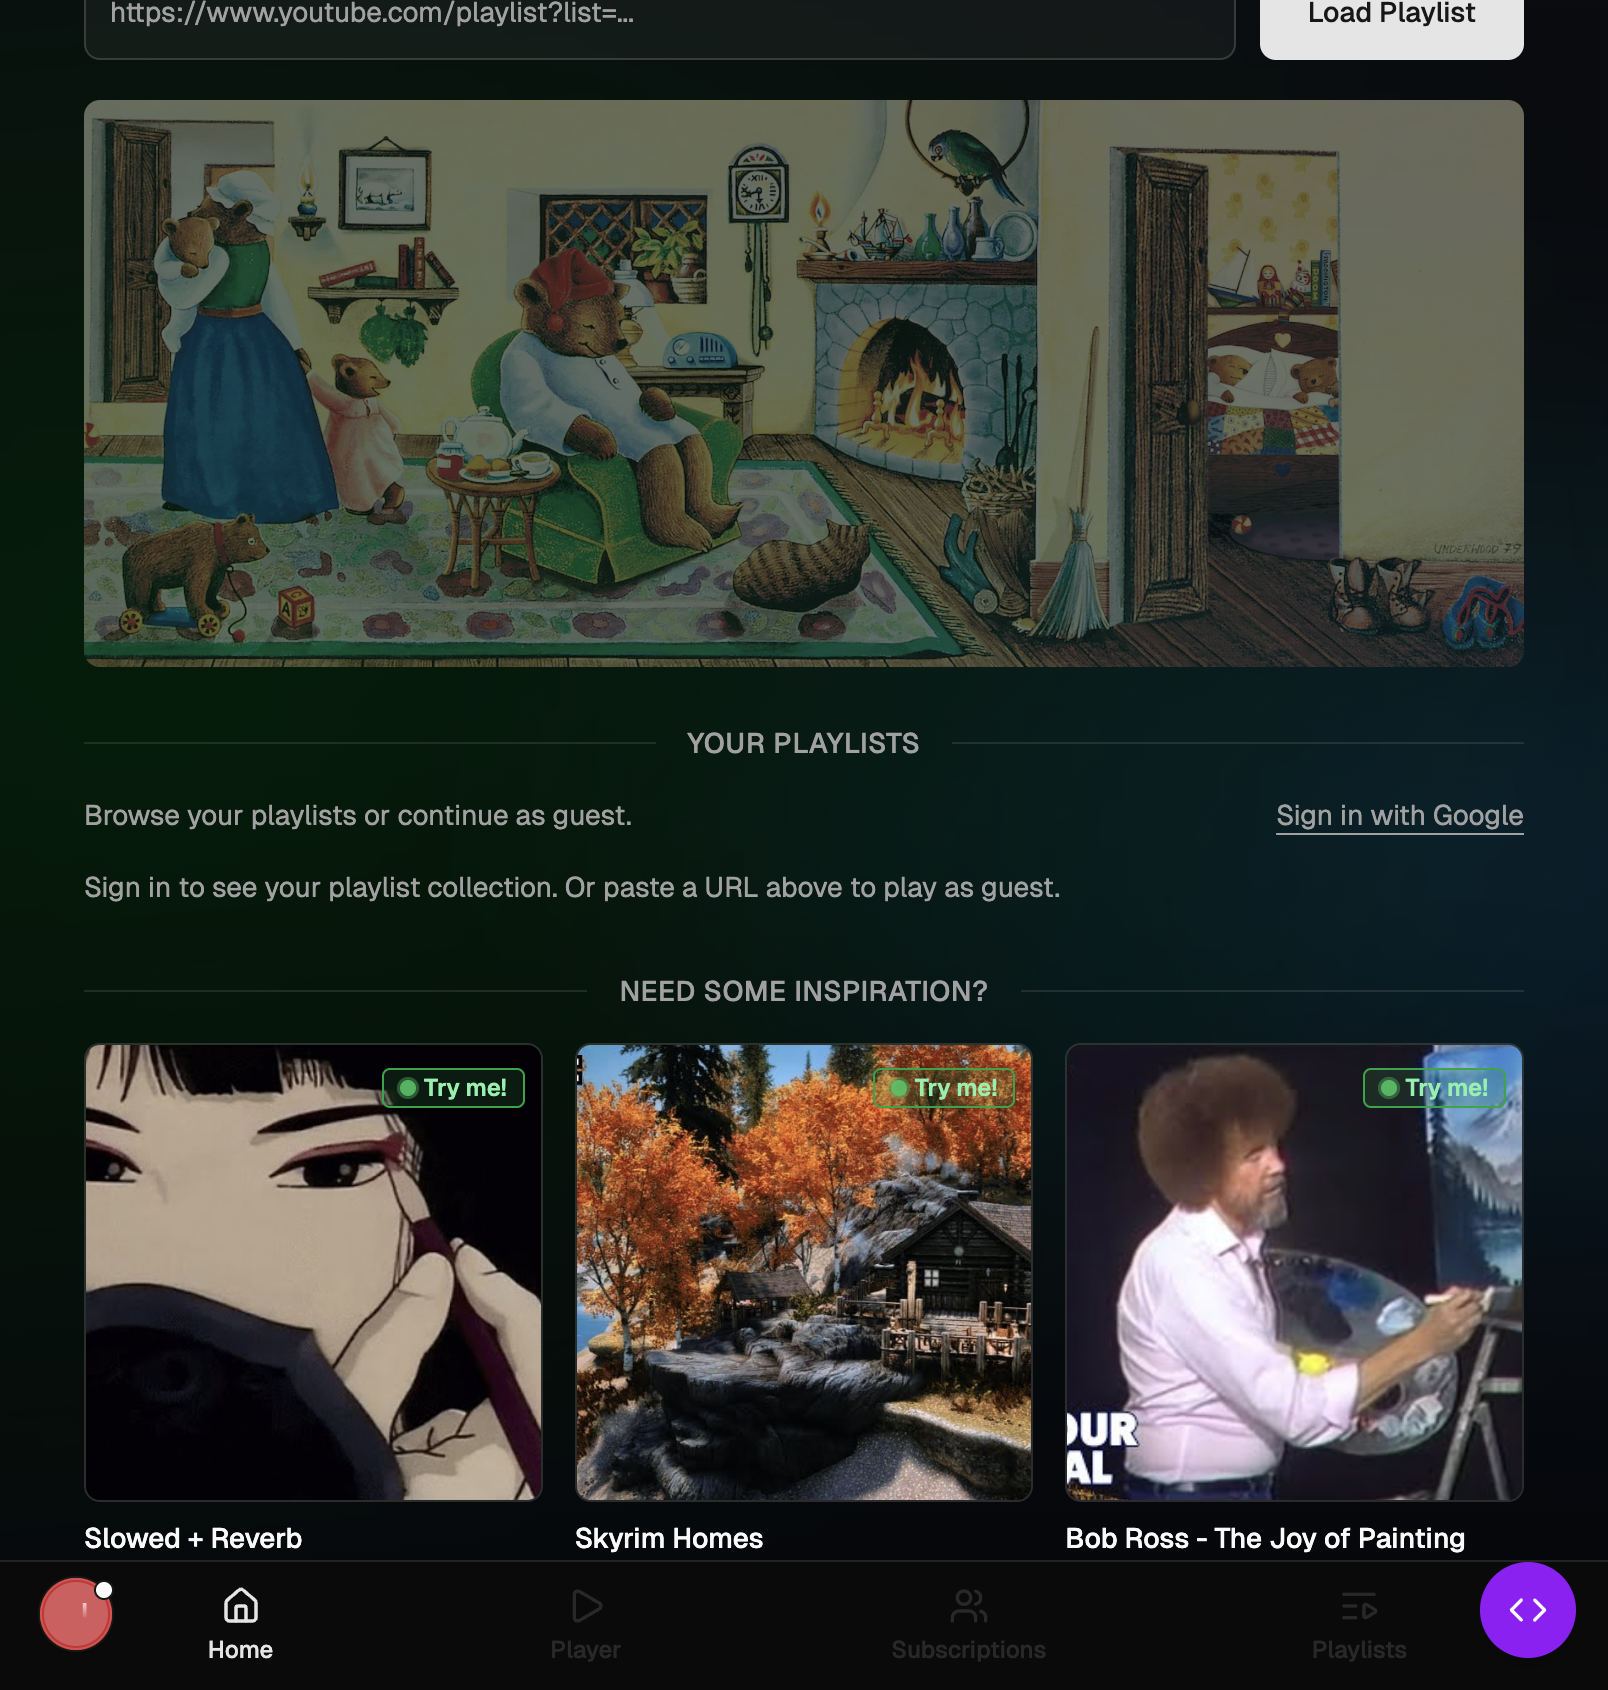 https://www.youtube.com/playlist?list=...
Load Playlist
UNDERWOOD '79
YOUR PLAYLISTS
Browse your playlists or continue as guest.
Sign in with Google
Sign in to see your playlist collection. Or paste a URL above to play as guest.
NEED SOME INSPIRATION?
Try me!
Try me!
Try me!
OUR
AL
Slowed + Reverb
Skyrim Homes
Bob Ross - The Joy of Painting
Home
Player
Subscriptions
Playlists